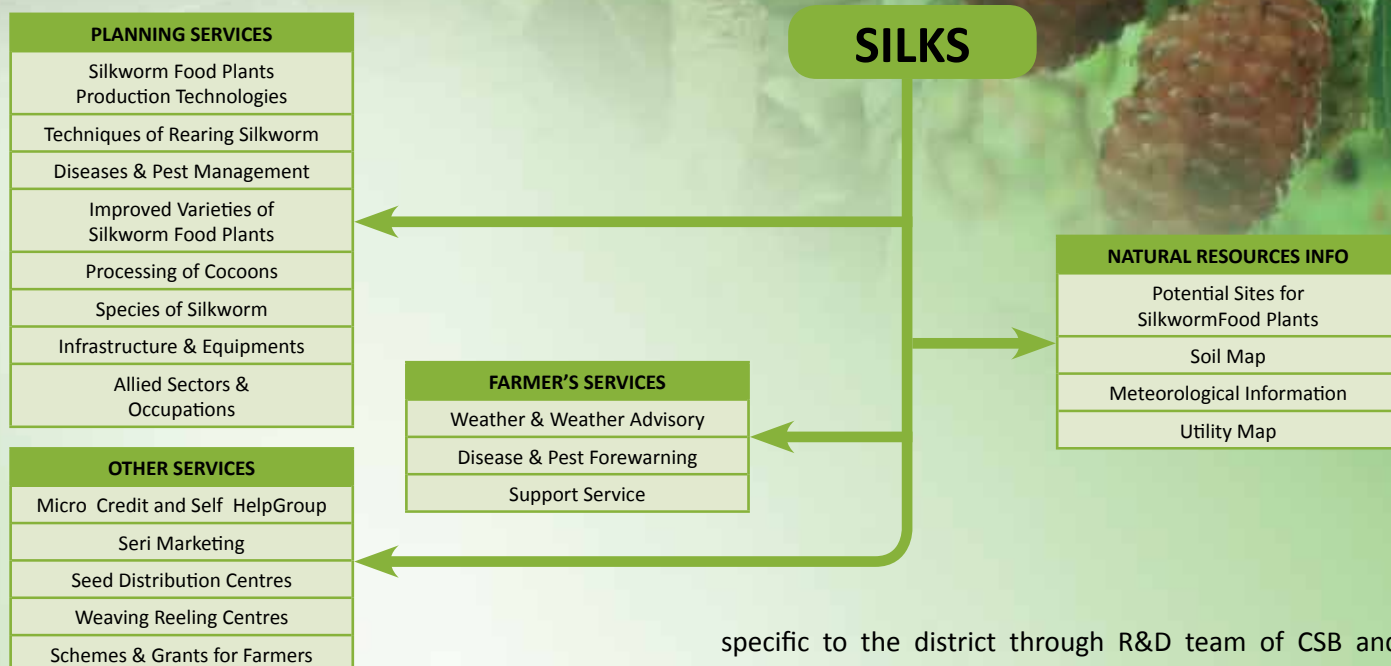 SILKS
PLANNING SERVICES
Silkworm Food Plants
Production Technologies
Techniques of Rearing Silkworm
Diseases & Pest Management
Improved Varieties of
Silkworm Food Plants
Processing of Cocoons
Species of Silkworm
Infrastructure & Equipments
Allied Sectors &
Occupations
OTHER SERVICES
Micro Credit and Self HelpGroup
Seri Marketing
Seed Distribution Centres
Weaving Reeling Centres
Schemes & Grants for Farmers
FARMER'S SERVICES
Weather & Weather Advisory
Disease & Pest Forewarning
Support Service
NATURAL RESOURCES INFO
Potential Sites for
SilkwormFood Plants
Soil Map
Meteorological Information
Utility Map
specific to the district through R&D team of CSB and